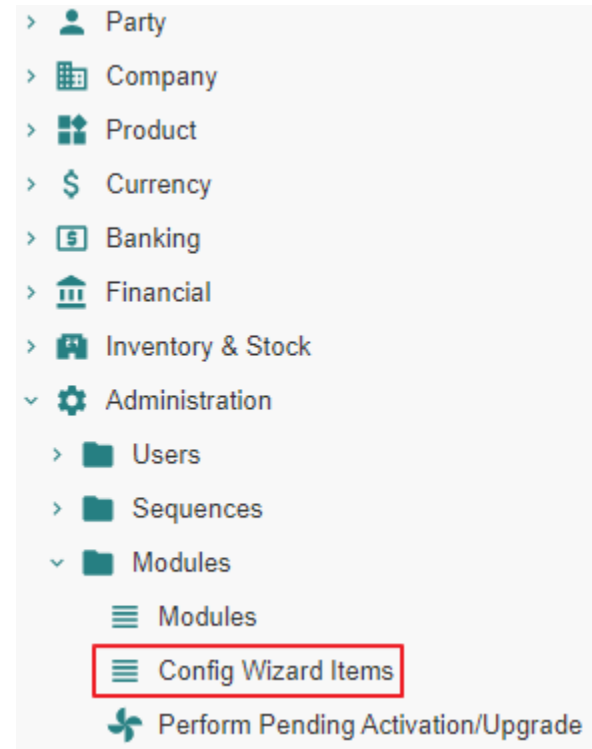 Party
Company
Product
Currency
Banking
Financial
Inventory & Stock
Administration
Users
Sequences
Modules
Modules
Config Wizard Items
Perform Pending Activation/Upgrade